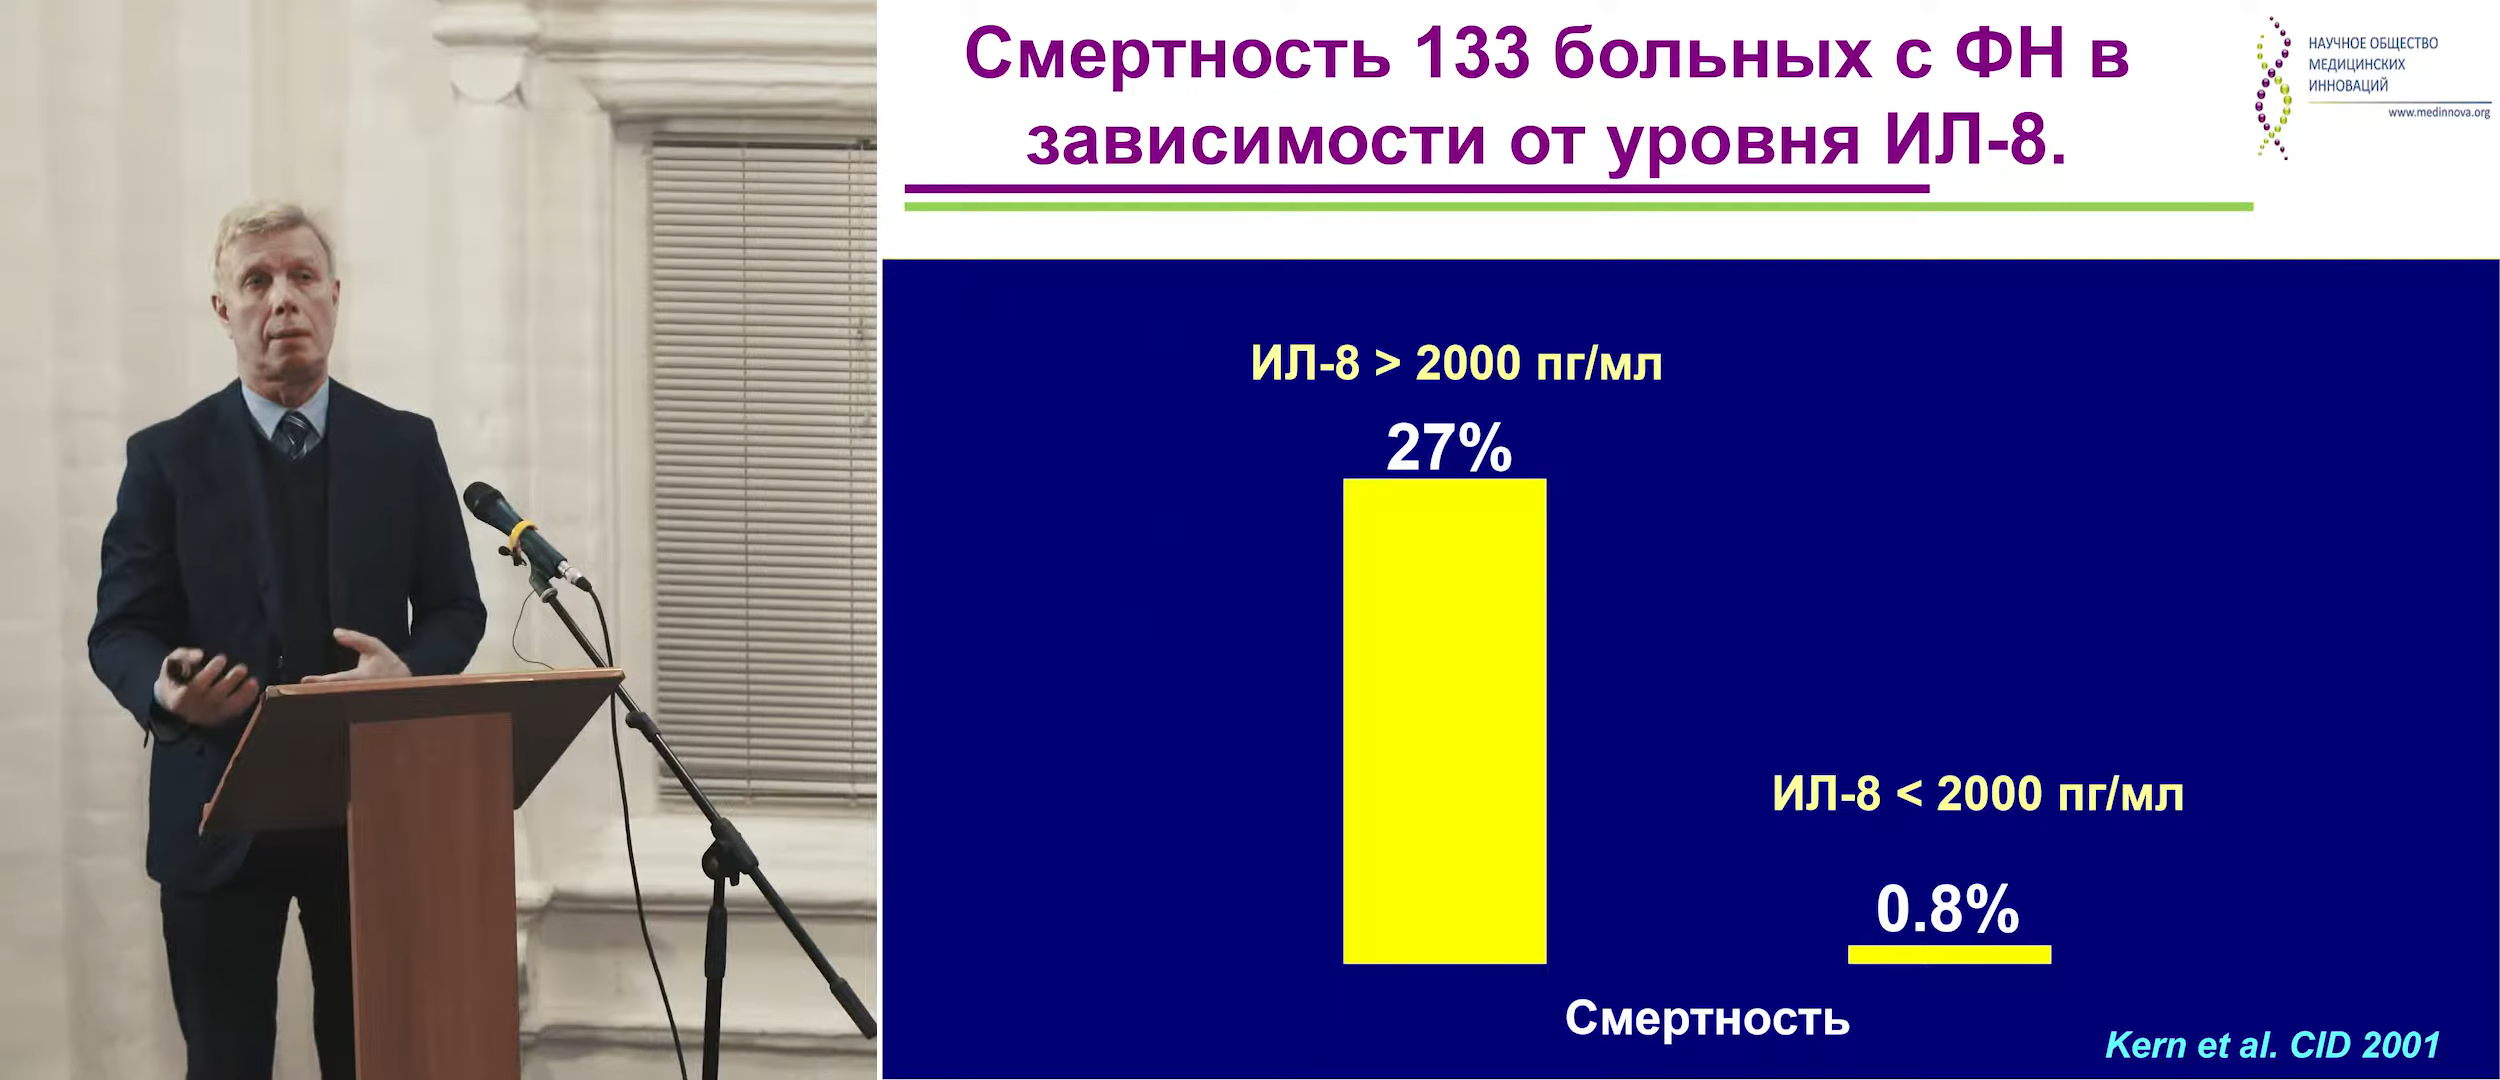 Смертность 133 больных с ФН в
зависимости от уровня ИЛ-8.
НАУЧНОЕ ОБЩЕСТВО
МЕДИЦИНСКИХ
ИННОВАЦИЙ
www.medinnova.org
ИЛ-8 > 2000 пг/мл
27%
ИЛ-8 < 2000 пг/мл
0.8%
Смертность
Kern et al. CID 2001